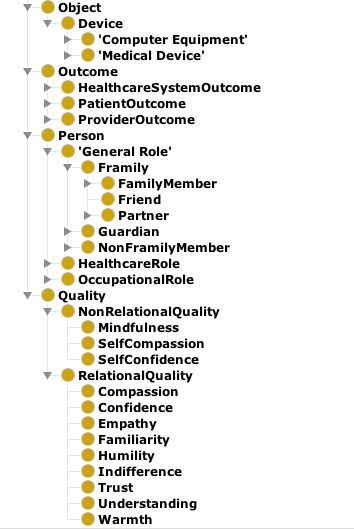 Object
Device
'Computer Equipment'
'Medical Device'
Outcome
HealthcareSystemOutcome
PatientOutcome
ProviderOutcome
Person
'General Role'
Framily
FamilyMember
Friend
Partner
Guardian
NonFramilyMember
HealthcareRole
OccupationalRole
Quality
NonRelationalQuality
Mindfulness
SelfCompassion
SelfConfidence
RelationalQuality
Compassion
Confidence
Empathy
Familiarity
Humility
Indifference
Trust
Understanding
Warmth